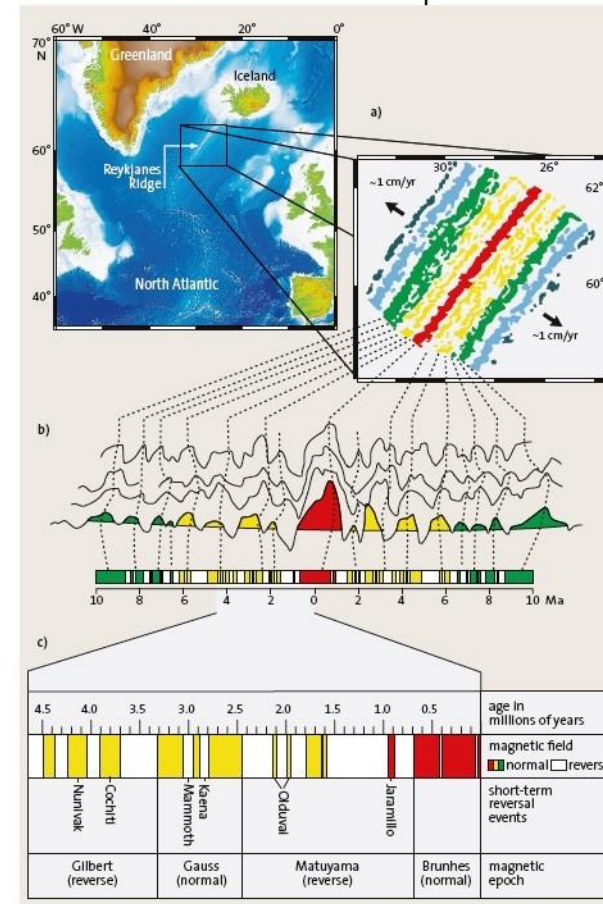 60° W 40° 20° 0°
70°
N
Greenland
Iceland
a)
60°
Reykjanes
Ridge
50°
North Atlantic
40°
30° 26°
~1 cm/yr
62°
60°
~1 cm/yr
b)
10 8 6 4 2 0 2 4 6 8 10 Ma
c)
4.5 4.0 3.5 3.0 2.5 2.0 1.5 1.0 0.5
age in
millions of years
magnetic field
normal revers
Nunivak
Cochiti
Mammoth
Kaena
Olduvai
Jaramillo
short-term
reversal
events
Gilbert
(reverse)
Gauss
(normal)
Matuyama
(reverse)
Brunhes
(normal)
magnetic
epoch